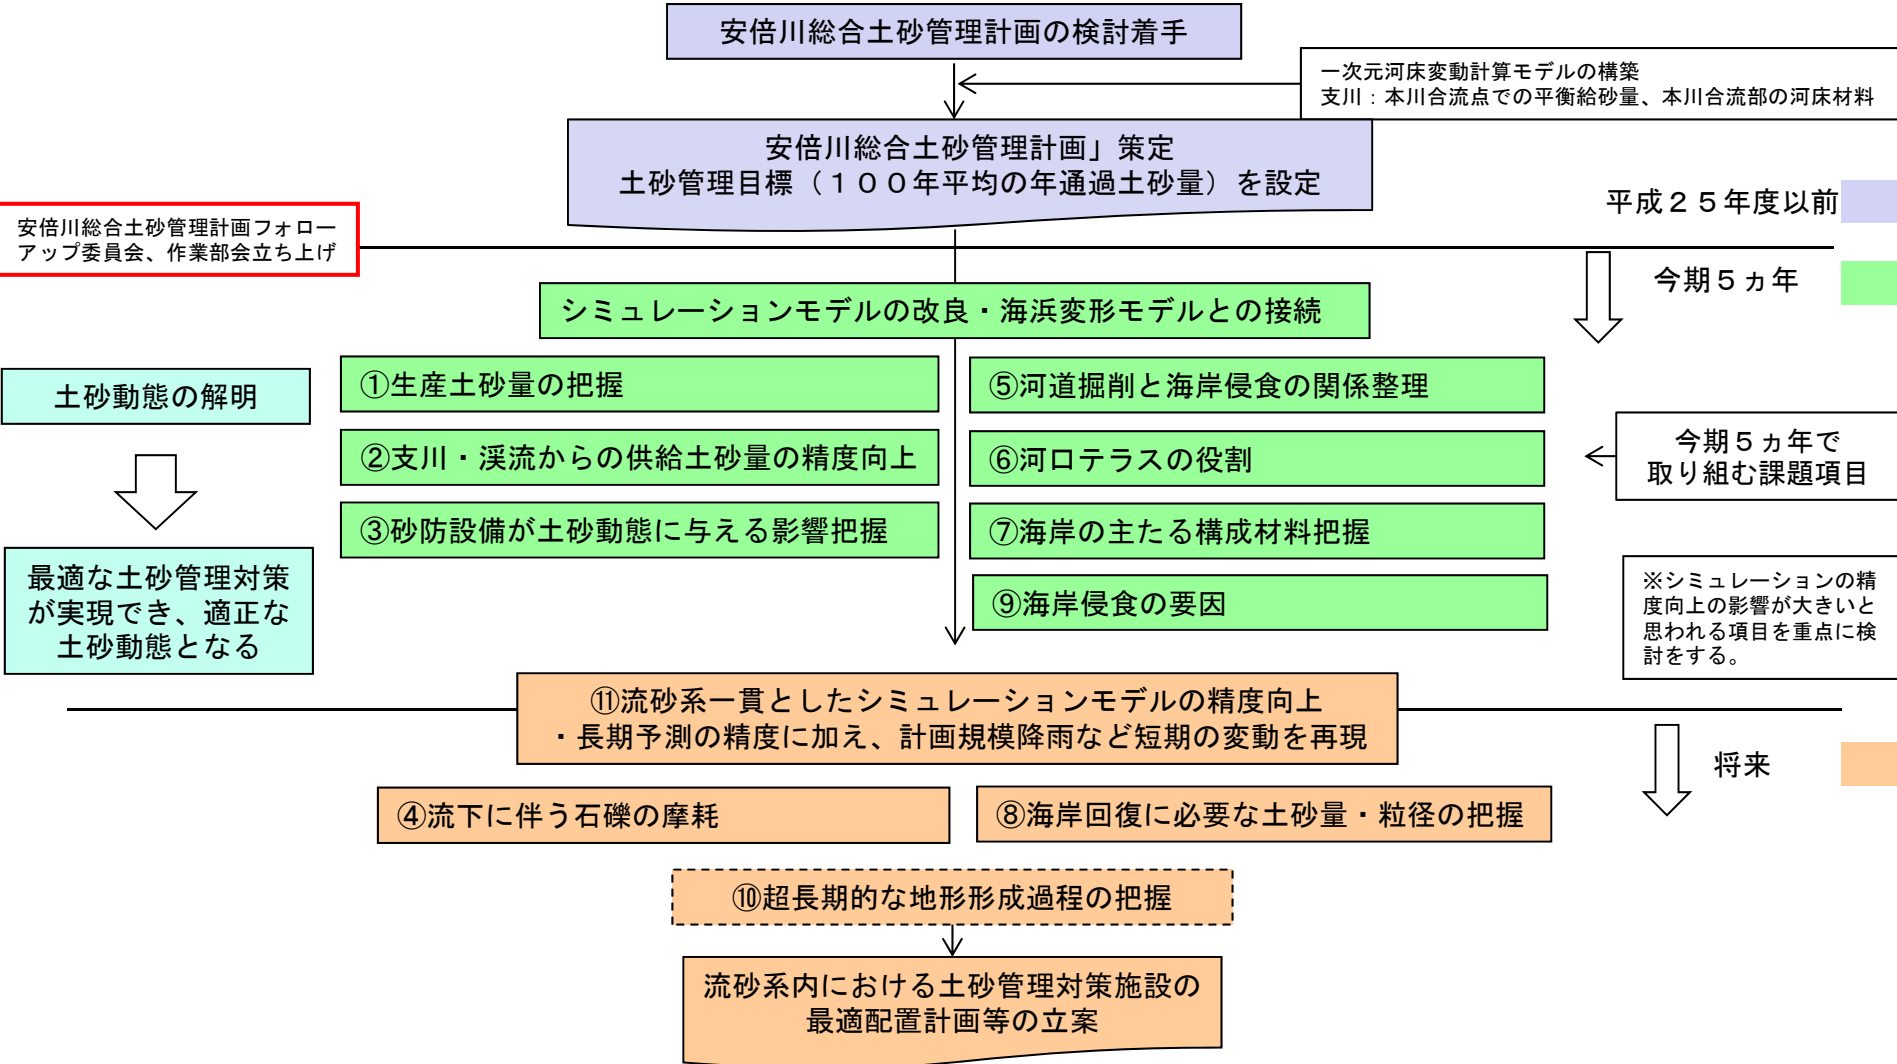 安倍川総合土砂管理計画の検討着手
一次元河床変動計算モデルの構築
支川：本川合流点での平衡給砂量、本川合流部の河床材料
安倍川総合土砂管理計画」策定
土砂管理目標（１００年平均の年通過土砂量）を設定
平成２５年度以前
安倍川総合土砂管理計画フォロー
アップ委員会、作業部会立ち上げ
今期５ヵ年
シミュレーションモデルの改良・海浜変形モデルとの接続
土砂動態の解明
①生産土砂量の把握
②支川・渓流からの供給土砂量の精度向上
③砂防設備が土砂動態に与える影響把握
⑤河道掘削と海岸侵食の関係整理
⑥河口テラスの役割
⑦海岸の主たる構成材料把握
⑨海岸侵食の要因
今期５ヵ年で
取り組む課題項目
最適な土砂管理対策
が実現でき、適正な
土砂動態となる
※シミュレーションの精
度向上の影響が大きいと
思われる項目を重点に検
討をする。
⑪流砂系一貫としたシミュレーションモデルの精度向上
・長期予測の精度に加え、計画規模降雨など短期の変動を再現
将来
④流下に伴う石礫の摩耗
⑧海岸回復に必要な土砂量・粒径の把握
⑩超長期的な地形形成過程の把握
流砂系内における土砂管理対策施設の
最適配置計画等の立案